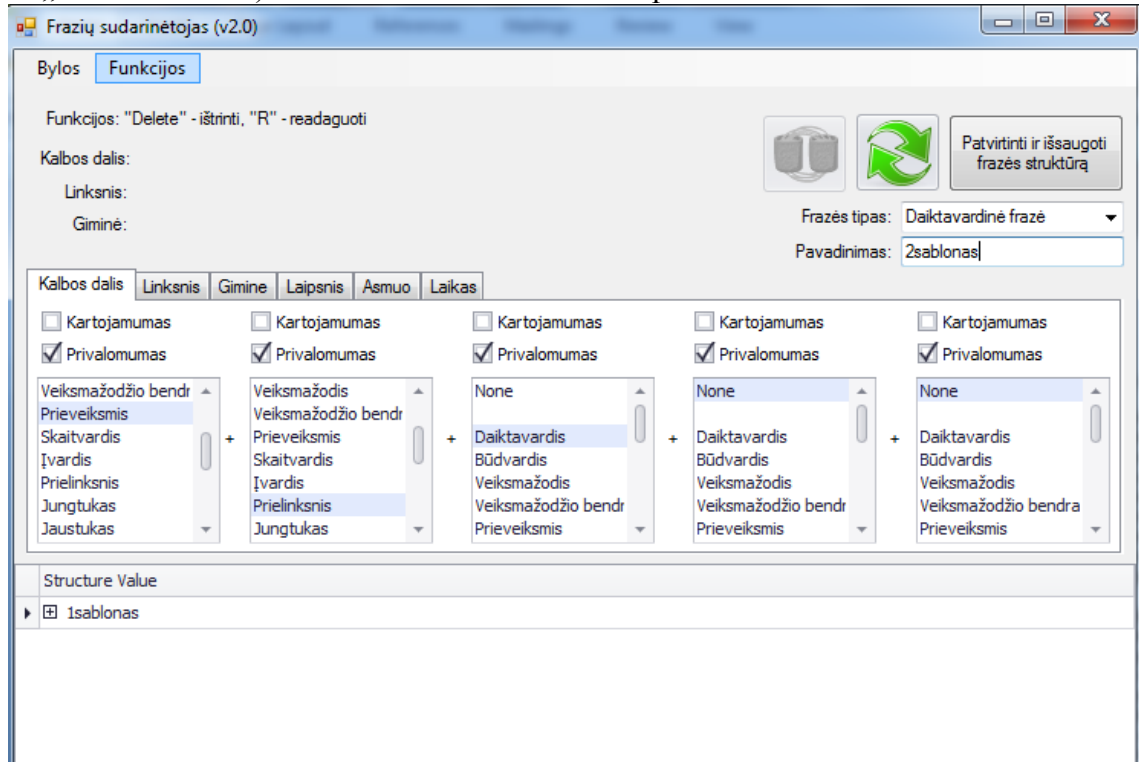 Frazių sudarinėtojas (v2.0)
Bylos Funkcijos
Funkcijos: "Delete" - ištrinti, "R" - readaguoti
Kalbos dalis:
Linksnis:
Giminė:
Patvirtinti ir išsaugoti
frazės struktūrą
Frazės tipas: Daiktavardinė frazė
Pavadinimas: 2sablonas
Kalbos dalis Linksnis Gimine Laipsnis Asmuo Laikas
Kartojamumas Kartojamumas Kartojamumas Kartojamumas Kartojamumas
Privalomumas Privalomumas Privalomumas Privalomumas Privalomumas
Veiksmažodžio bendr
Prieveiksmis
Skaitvardis
Įvardis
Prielinksnis
Jungtukas
Jaustukas
+
Veiksmažodis
Veiksmažodžio bendr
Prieveiksmis
Skaitvardis
Įvardis
Prielinksnis
Jungtukas
+
None
Daiktavardis
Būdvardis
Veiksmažodis
Veiksmažodžio bendr
Prieveiksmis
+
None
Daiktavardis
Būdvardis
Veiksmažodis
Veiksmažodžio bendr
Prieveiksmis
+
None
Daiktavardis
Būdvardis
Veiksmažodis
Veiksmažodžio bendra
Prieveiksmis
Structure Value
1sablonas